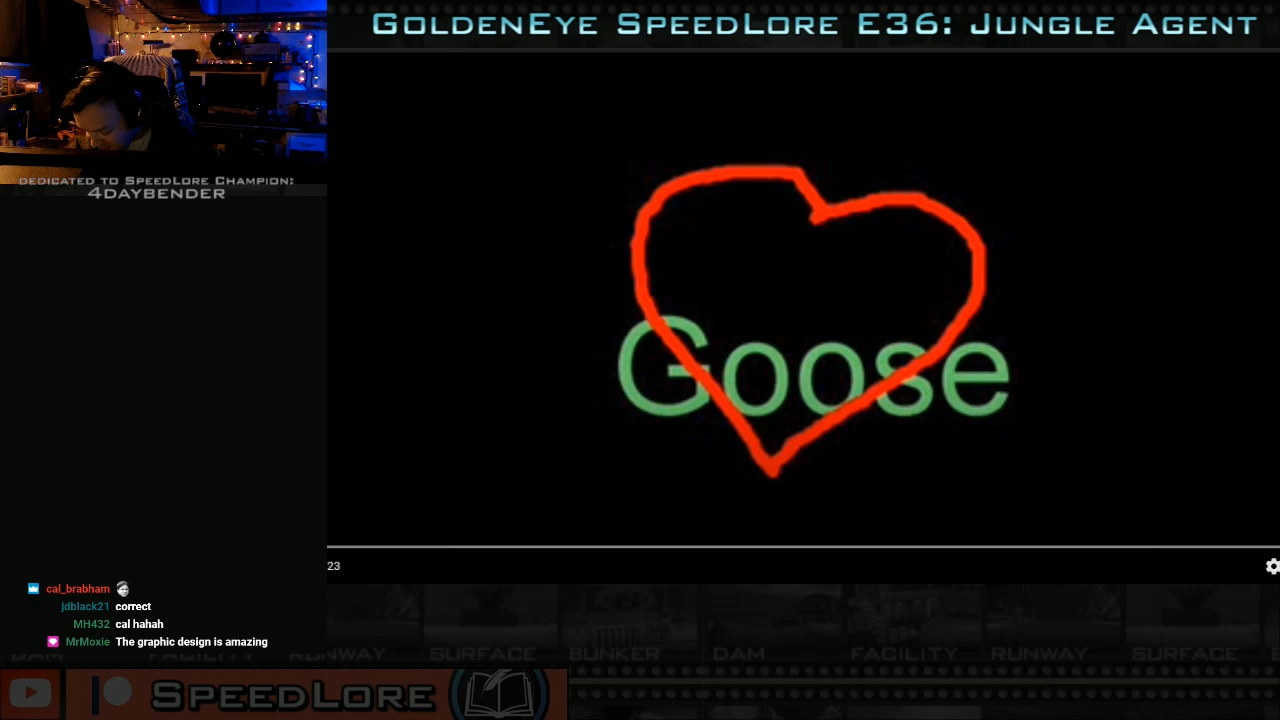 GoldenEye SpeedLore E36: Jungle Agent
dedicated to SpeedLore Champion:
4daybender
Goose
23
cal_brabham
jdblack21 correct
MH432 cal hahah
MrMoxie The graphic design is amazing
DAM FACILITY RUNWAY SURFACE BUNKER DAM FACILITY RUNWAY SURFACE
SpeedLore